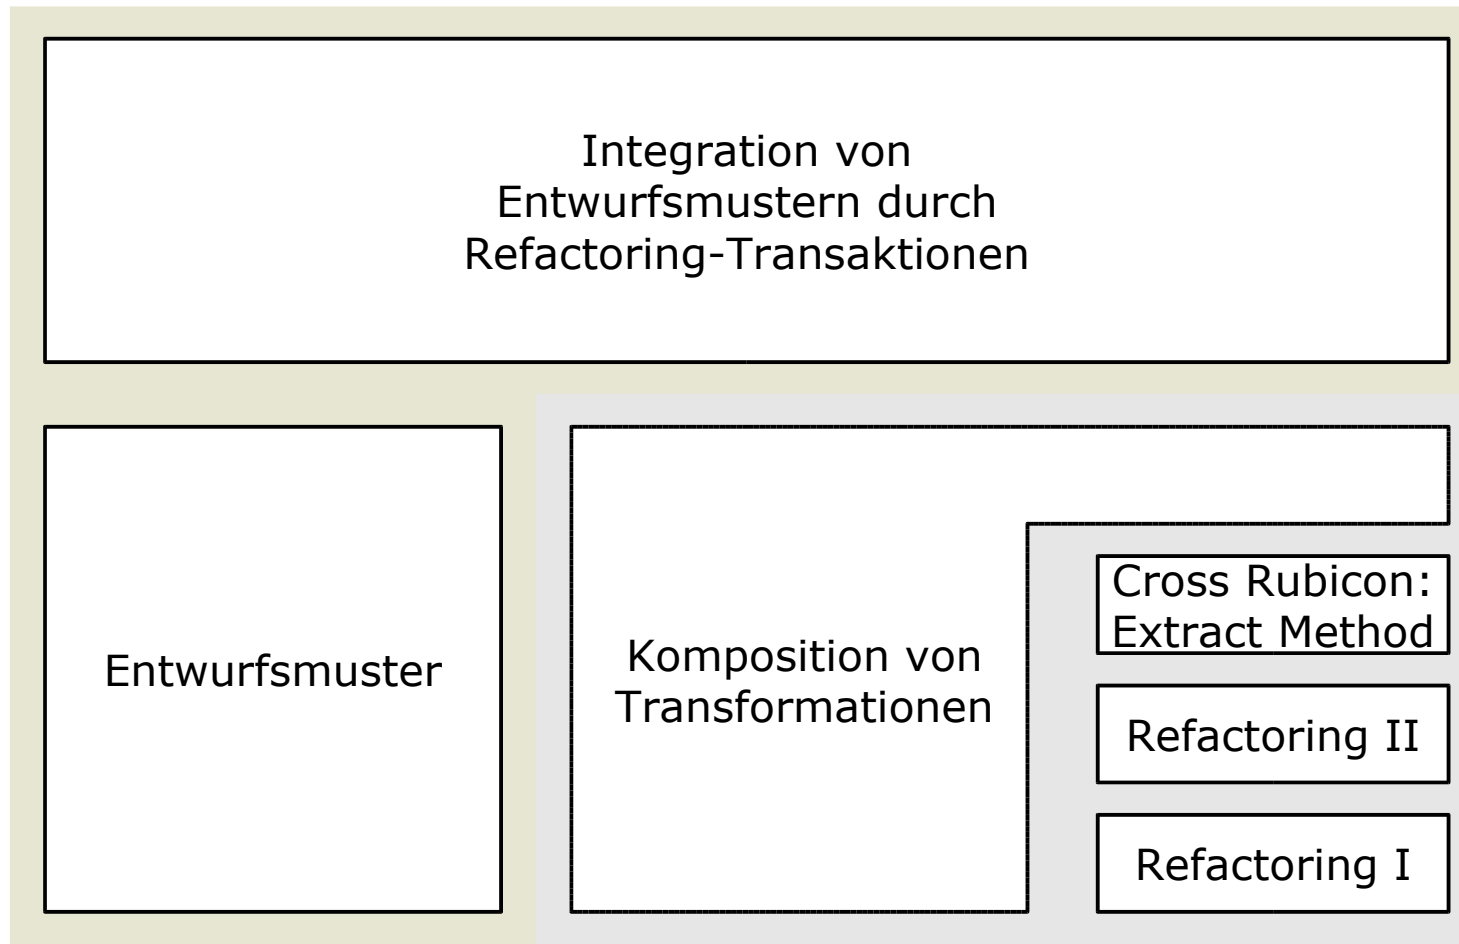 Integration von
Entwurfsmustern durch
Refactoring-Transaktionen
Entwurfsmuster
Komposition von
Transformationen
Cross Rubicon:
Extract Method
Refactoring II
Refactoring I